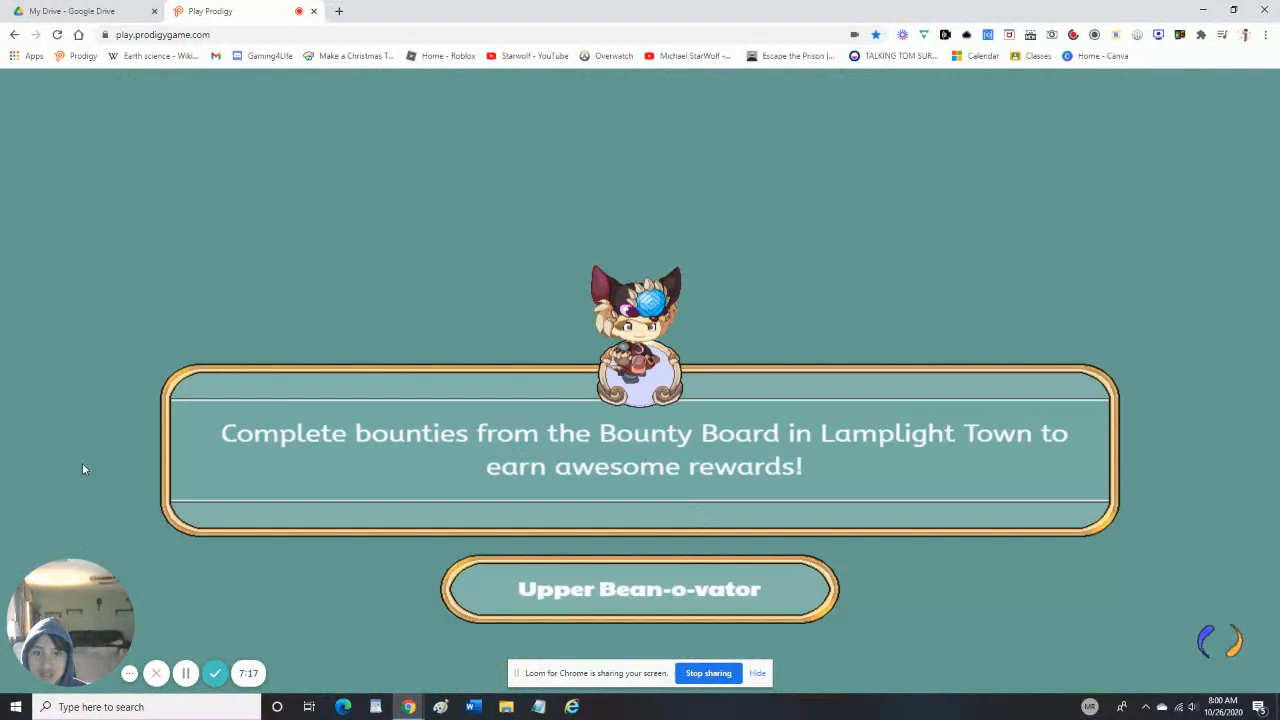 My Drive - Google Drive
Play Prodigy
play.prodigygame.com
Apps
Prodigy
Earth science - Wiki...
Gaming4Life
Make a Christmas T...
Home - Roblox
Starwolf - YouTube
Overwatch
Michael StarWolf -...
Escape the Prison |...
TALKING TOM SUR...
Calendar
Classes
Home - Canva
Complete bounties from the Bounty Board in Lamplight Town to
earn awesome rewards!
Upper Bean-o-vator
7:17
Loom for Chrome is sharing your screen.
Stop sharing
Hide
Type here to search
MR
8:00 AM
10/26/2020